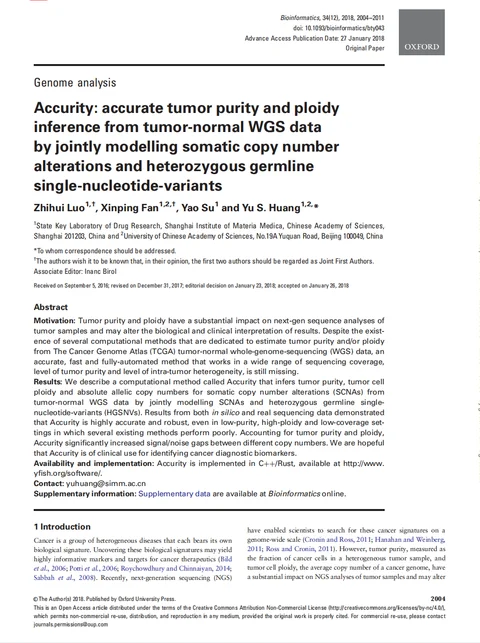 Bioinformatics, 34(12), 2018, 2004–2011
doi: 10.1093/bioinformatics/bty043
Advance Access Publication Date: 27 January 2018
Original Paper
OXFORD
Genome analysis
Accurity: accurate tumor purity and ploidy
inference from tumor-normal WGS data
by jointly modelling somatic copy number
alterations and heterozygous germline
single-nucleotide-variants
Zhihui Luo1,†, Xinping Fan1,2,†, Yao Su1 and Yu S. Huang1,2,*
1State Key Laboratory of Drug Research, Shanghai Institute of Materia Medica, Chinese Academy of Sciences,
Shanghai 201203, China and 2University of Chinese Academy of Sciences, No.19A Yuquan Road, Beijing 100049, China
*To whom correspondence should be addressed.
†The authors wish it to be known that, in their opinion, the first two authors should be regarded as Joint First Authors.
Associate Editor: Inanc Birol
Received on September 5, 2016; revised on December 31, 2017; editorial decision on January 23, 2018; accepted on January 26, 2018
Abstract
Motivation: Tumor purity and ploidy have a substantial impact on next-gen sequence analyses of
tumor samples and may alter the biological and clinical interpretation of results. Despite the exist-
ence of several computational methods that are dedicated to estimate tumor purity and/or ploidy
from The Cancer Genome Atlas (TCGA) tumor-normal whole-genome-sequencing (WGS) data, an
accurate, fast and fully-automated method that works in a wide range of sequencing coverage,
level of tumor purity and level of intra-tumor heterogeneity, is still missing.
Results: We describe a computational method called Accurity that infers tumor purity, tumor cell
ploidy and absolute allelic copy numbers for somatic copy number alterations (SCNAs) from
tumor-normal WGS data by jointly modelling SCNAs and heterozygous germline single-
nucleotide-variants (HGSNVs). Results from both in silico and real sequencing data demonstrated
that Accurity is highly accurate and robust, even in low-purity, high-ploidy and low-coverage set-
tings in which several existing methods perform poorly. Accounting for tumor purity and ploidy,
Accurity significantly increased signal/noise gaps between different copy numbers. We are hopeful
that Accurity is of clinical use for identifying cancer diagnostic biomarkers.
Availability and implementation: Accurity is implemented in C++/Rust, available at http://www.
yfish.org/software/.
Contact: yuhuang@simm.ac.cn
Supplementary information: Supplementary data are available at Bioinformatics online.
1 Introduction
Cancer is a group of heterogeneous diseases that each bears its own
biological signature. Uncovering these biological signatures may yield
highly informative markers and targets for cancer therapeutics (Bild
et al., 2006; Potti et al., 2006; Roychowdhury and Chinnaiyan, 2014;
Sabbah et al., 2008). Recently, next-generation sequencing (NGS)
have enabled scientists to search for these cancer signatures on a
genome-wide scale (Cronin and Ross, 2011; Hanahan and Weinberg,
2011; Ross and Cronin, 2011). However, tumor purity, measured as
the fraction of cancer cells in a heterogeneous tumor sample, and
tumor cell ploidy, the average copy number of a cancer genome, have
a substantial impact on NGS analyses of tumor samples and may alter
©The Author(s) 2018. Published by Oxford University Press.
2004
This is an Open Access article distributed under the terms of the Creative Commons Attribution Non-Commercial License (http://creativecommons.org/licenses/by-nc/4.0/),
which permits non-commercial re-use, distribution, and reproduction in any medium, provided the original work is properly cited. For commercial re-use, please contact
journals.permissions@oup.com